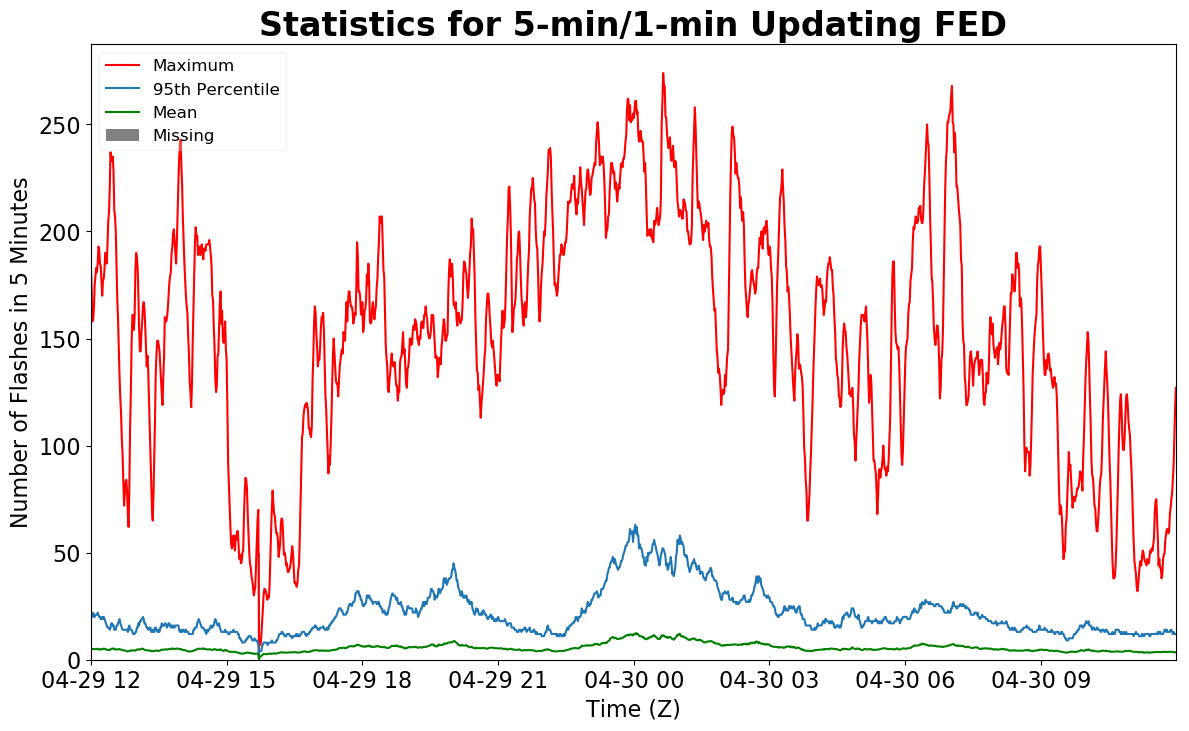 Statistics for 5-min/1-min Updating FED
Maximum
95th Percentile
Mean
Missing
Number of Flashes in 5 Minutes
250
200
150
100
50
0
04-29 12 04-29 15 04-29 18 04-29 21 04-30 00 04-30 03 04-30 06 04-30 09
Time (Z)